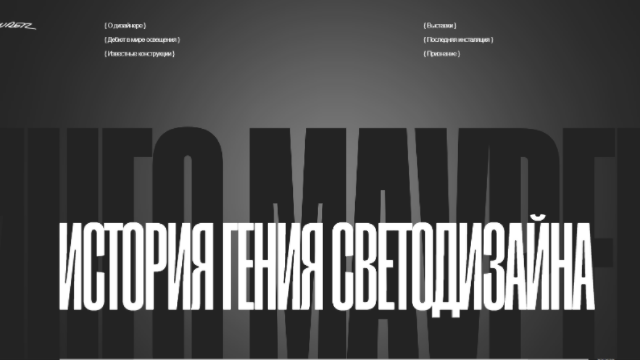 { О дизайнере }
{ Дебют в мире освещения }
{ Известные конструкции }
{ Выставки }
{ Последняя инсталяция }
{ Признание }
ИСТОРИЯ ГЕНИЯ СВЕТОДИЗАЙНА